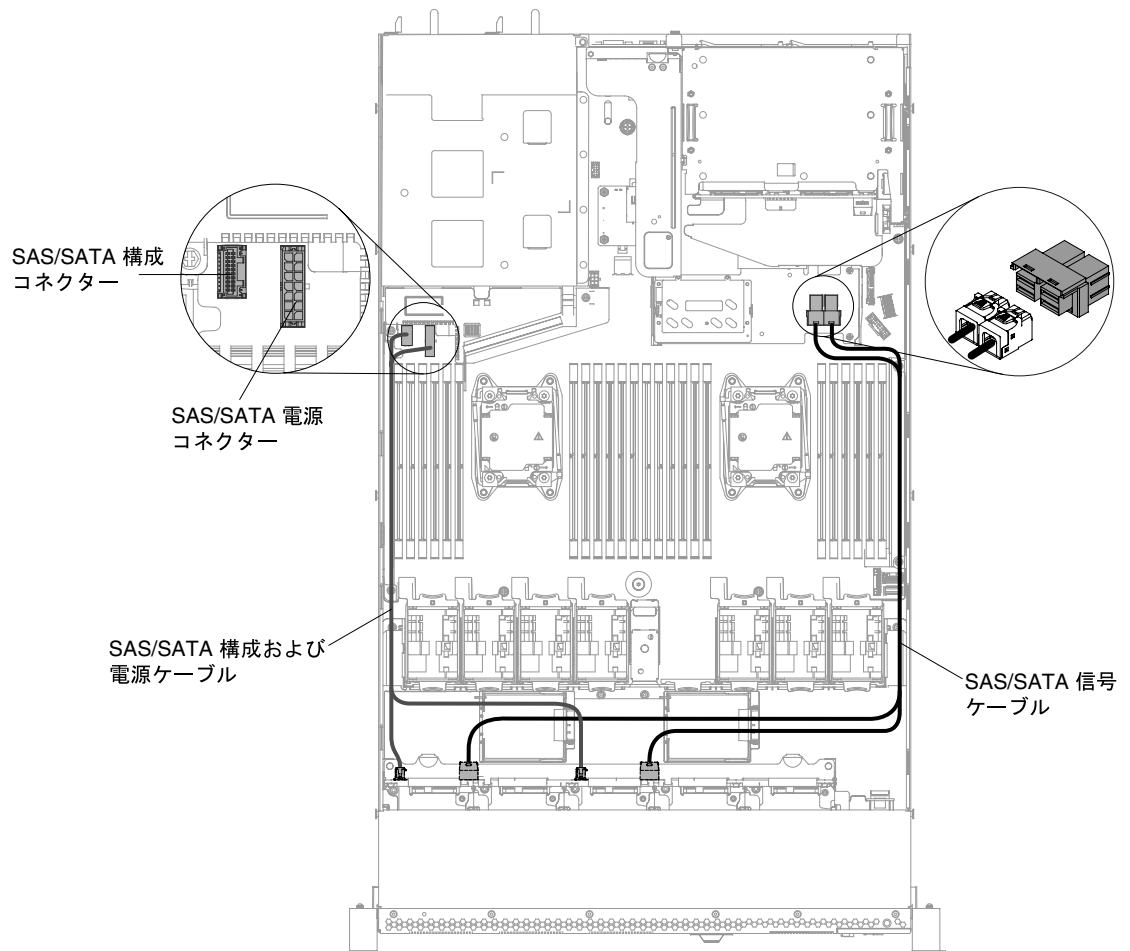 SAS/SATA 構成
コネクター
SAS/SATA 電源
コネクター
SAS/SATA 構成および
電源ケーブル
SAS/SATA 信号
ケーブル